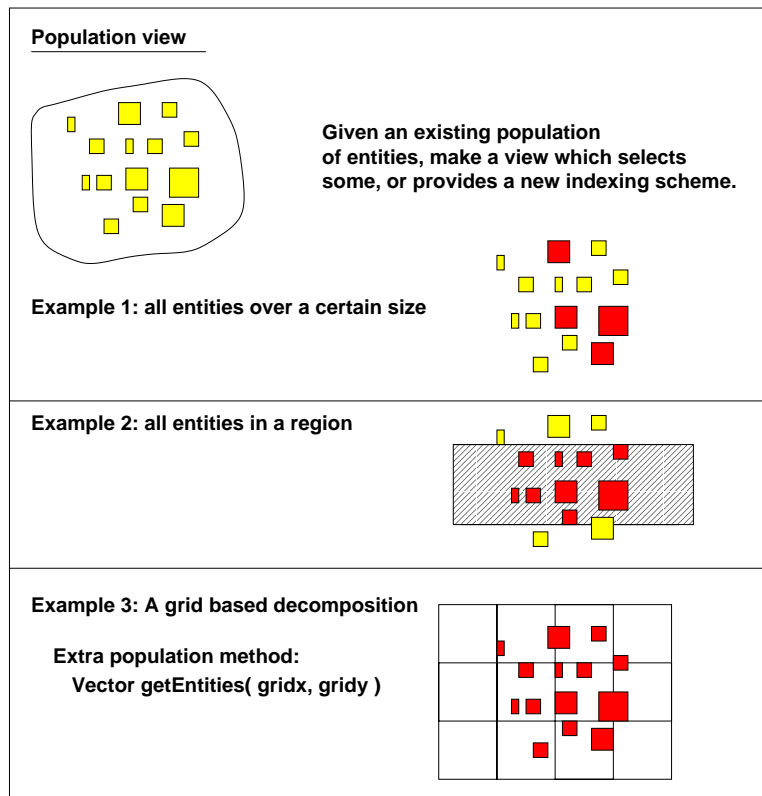 Population view
Given an existing population
of entities, make a view which selects
some, or provides a new indexing scheme.
Example 1: all entities over a certain size
Example 2: all entities in a region
Example 3: A grid based decomposition
Extra population method:
Vector getEntities( gridx, gridy )